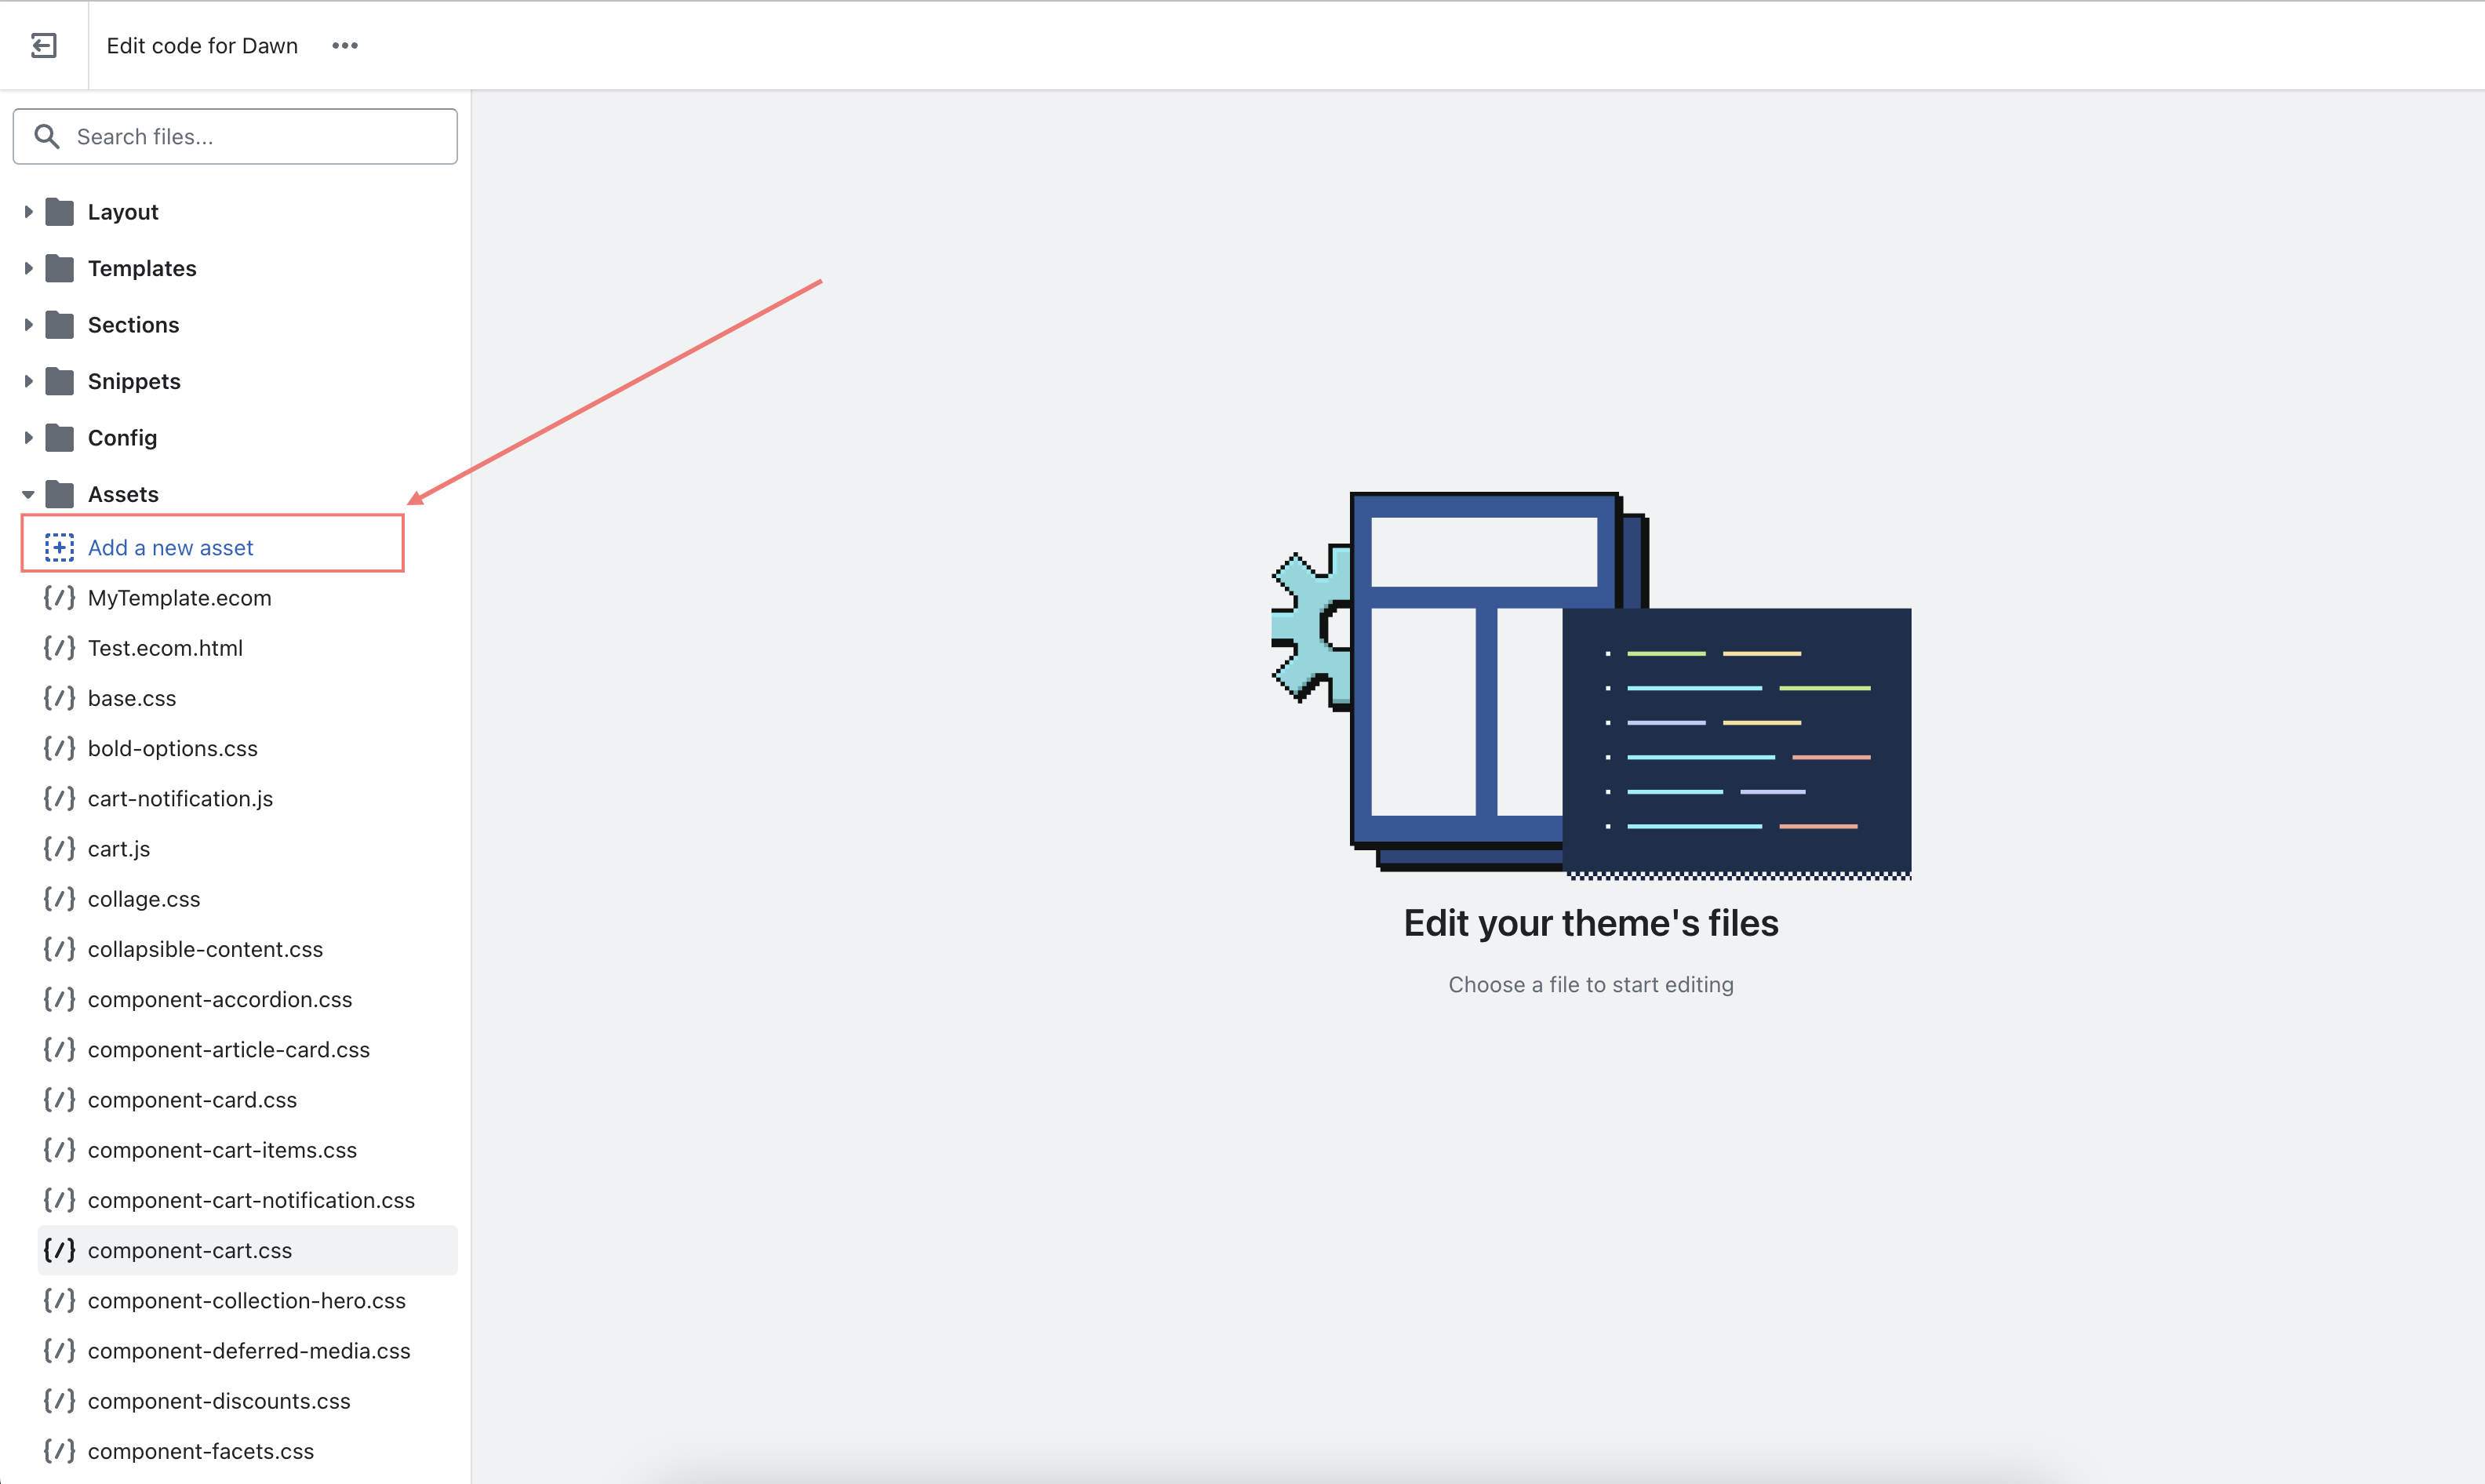 Edit code for Dawn
Search files...
Layout
Templates
Sections
Snippets
Config
Assets
Add a new asset
{/} MyTemplate.ecom
{/} Test.ecom.html
{/} base.css
{/} bold-options.css
{/} cart-notification.js
{/} cart.js
{/} collage.css
{/} collapsible-content.css
{/} component-accordion.css
{/} component-article-card.css
{/} component-card.css
{/} component-cart-items.css
{/} component-cart-notification.css
{/} component-cart.css
{/} component-collection-hero.css
{/} component-deferred-media.css
{/} component-discounts.css
{/} component-facets.css
Edit your theme's files
Choose a file to start editing